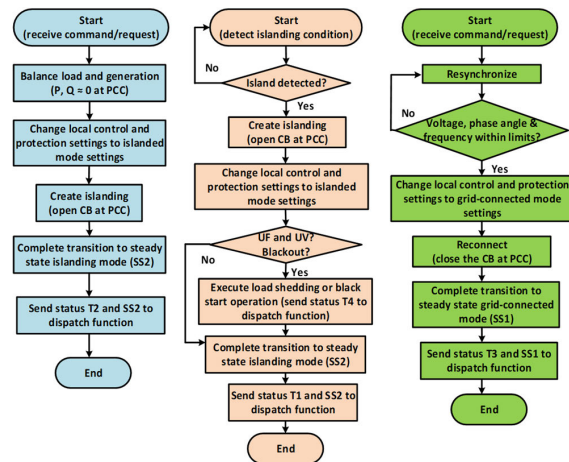 Start
(receive command/request)
Balance load and generation
(P, Q ≈ 0 at PCC)
Change local control and
protection settings to islanded
mode settings
Create islanding
(open CB at PCC)
Complete transition to steady
state islanding mode (SS2)
Send status T2 and SS2 to
dispatch function
End
Start
(detect islanding condition)
No
Island detected?
Yes
Create islanding
(open CB at PCC)
Change local control and
protection settings to islanded
mode settings
UF and UV?
Blackout?
No
Yes
Execute load shedding or black
start operation (send status T4 to
dispatch function)
Complete transition to steady
state islanding mode (SS2)
Send status T1 and SS2 to
dispatch function
End
Start
(receive command/request)
Resynchronize
No
Voltage, phase angle &
frequency within limits?
Yes
Change local control and protection
settings to grid-connected mode
settings
Reconnect
(close the CB at PCC)
Complete transition to
steady state grid-connected
mode (SS1)
Send status T3 and SS1 to
dispatch function
End